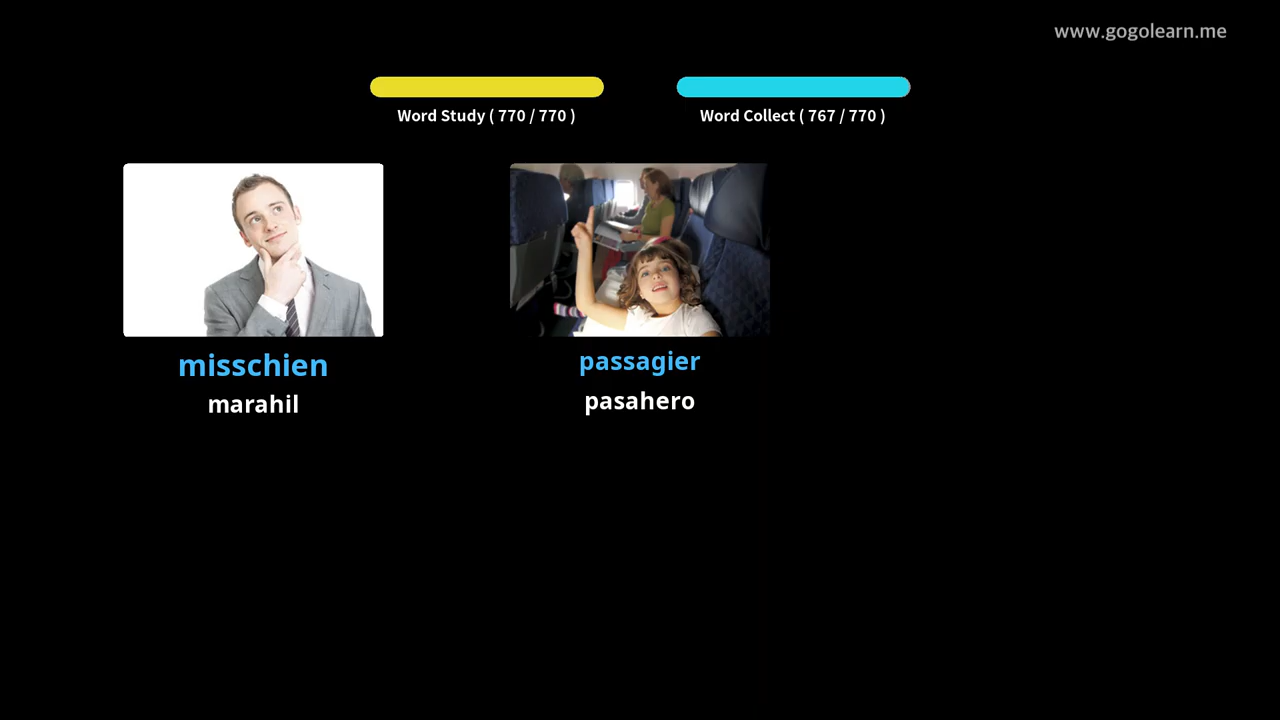 www.gogolearn.me
Word Study ( 770 / 770 )
Word Collect ( 767 / 770 )
misschien
marahil
passagier
pasahero